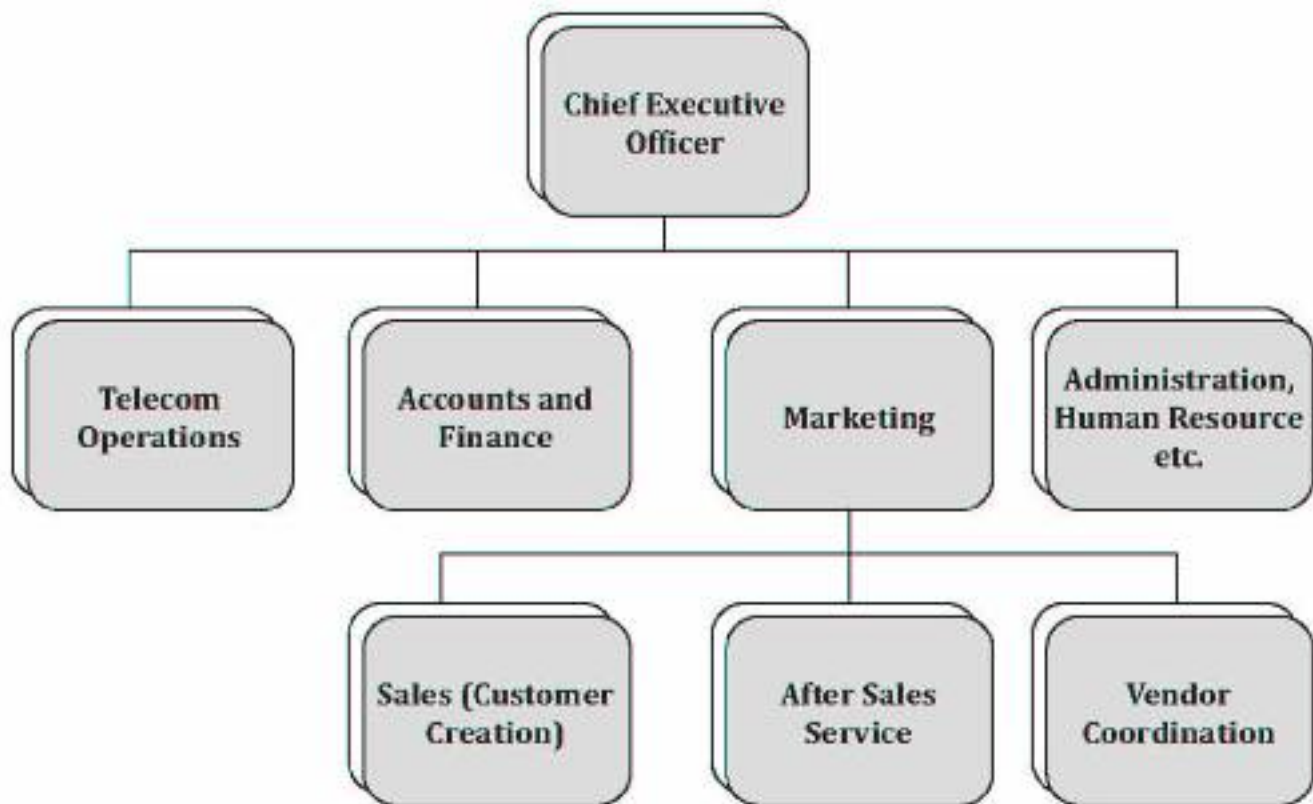 Chief Executive
Officer
Telecom
Operations
Accounts and
Finance
Marketing
Administration,
Human Resource
etc.
Sales (Customer
Creation)
After Sales
Service
Vendor
Coordination